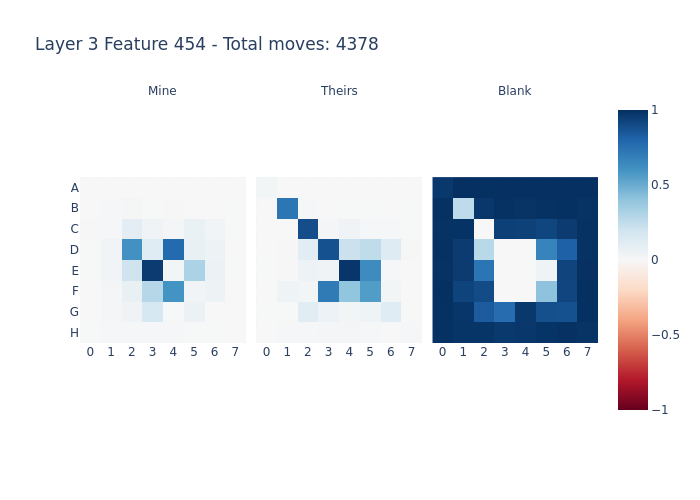 Layer 3 Feature 454 - Total moves: 4378
Mine
Theirs
Blank
A
B
C
D
E
F
G
H
0 1 2 3 4 5 6 7
0 1 2 3 4 5 6 7
0 1 2 3 4 5 6 7
1
0.5
0
−0.5
−1